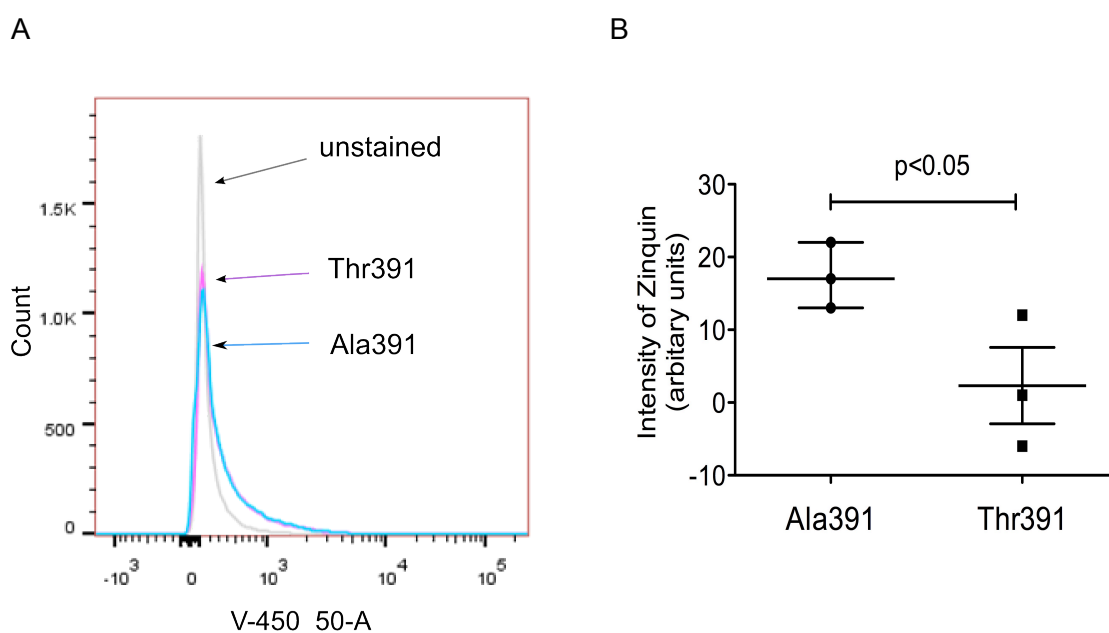 A
B
unstained
Thr391
Ala391
Count
1.5K
1.0K
500
0
-10³
0
10³
10⁴
10⁵
V-450 50-A
p<0.05
Intensity of Zinquin
(arbitary units)
30
20
10
0
-10
Ala391
Thr391